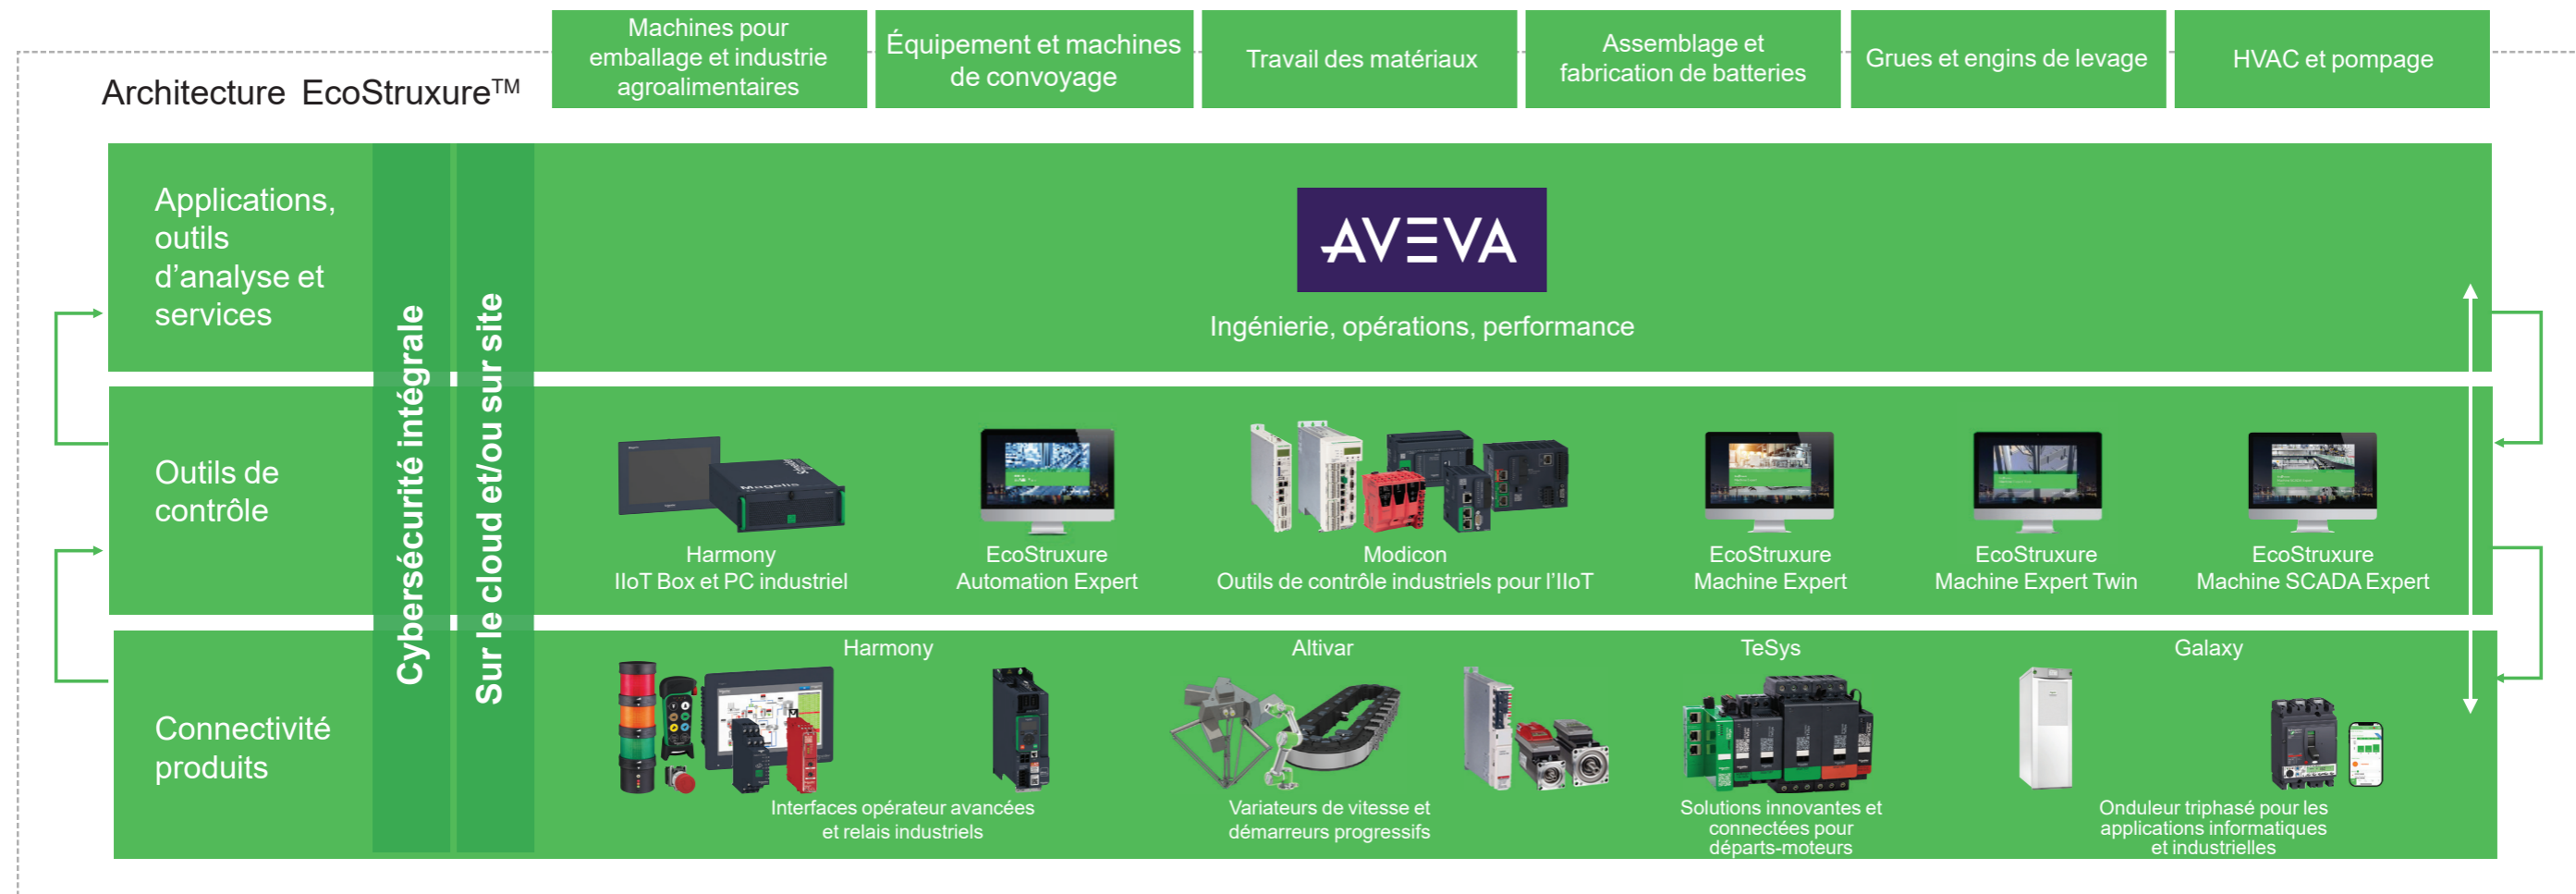 Machines pour
emballage et industrie
agroalimentaires
Équipement et machines
de convoyage
Travail des matériaux
Assemblage et
fabrication de batteries
Grues et engins de levage
HVAC et pompage
Architecture EcoStruxure™
Applications,
outils
d'analyse et
services
Cybersécurité intégrale
Sur le cloud et/ou sur site
AVEVA
Ingénierie, opérations, performance
Outils de
contrôle
Magelis
Harmony
IIoT Box et PC industriel
EcoStruxure
Automation Expert
Modicon
Outils de contrôle industriels pour l'IIoT
EcoStruxure
Machine Expert
EcoStruxure
Machine Expert Twin
EcoStruxure
Machine SCADA Expert
Connectivité
produits
Harmony
Interfaces opérateur avancées
et relais industriels
Altivar
Variateurs de vitesse et
démarreurs progressifs
TeSys
Solutions innovantes et
connectées pour
départs-moteurs
Galaxy
Onduleur triphasé pour les
applications informatiques
et industrielles